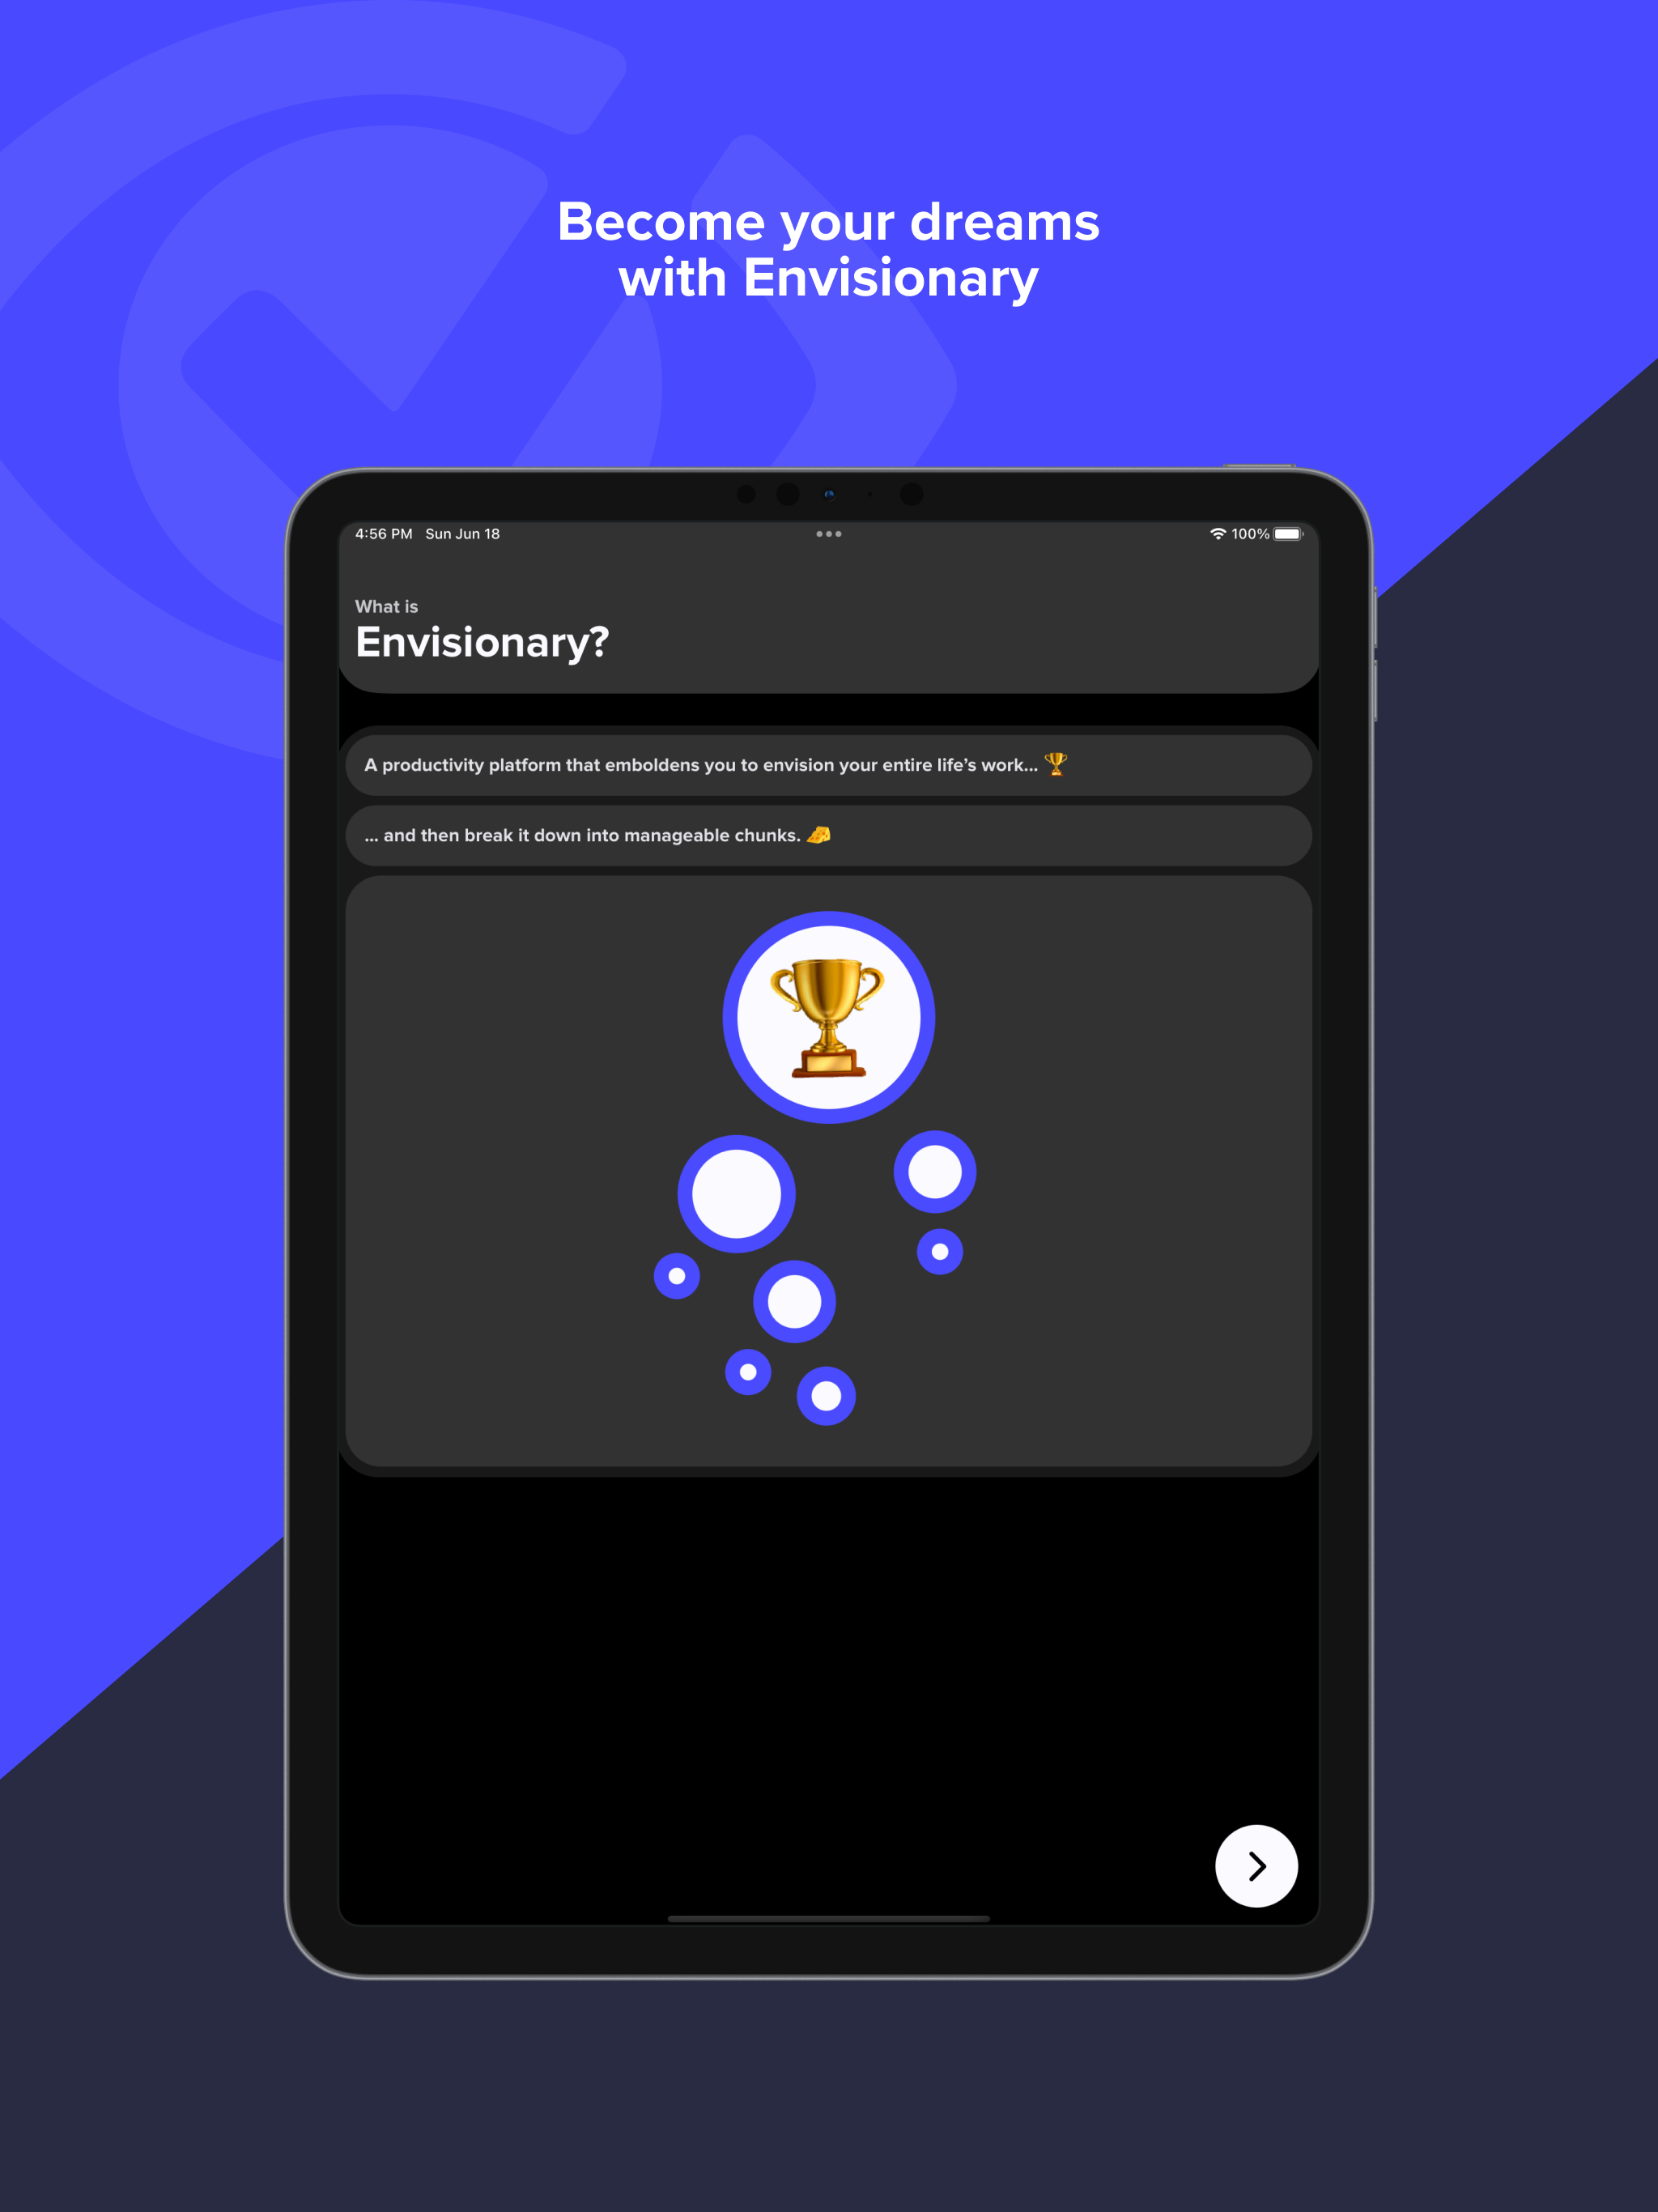 Become your dreams
with Envisionary
4:56 PM Sun Jun 18
100%
What is
Envisionary?
A productivity platform that emboldens you to envision your entire life’s work... 🏆
... and then break it down into manageable chunks. 🧀